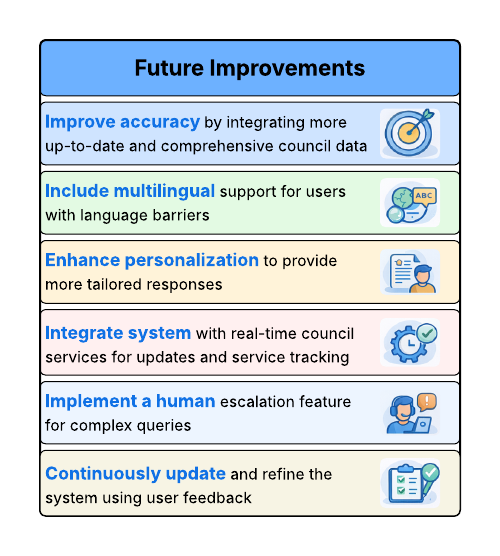 Future Improvements
Improve accuracy by integrating more
up-to-date and comprehensive council data
Include multilingual support for users
ABC
with language barriers
Enhance personalization to provide
more tailored responses
Integrate system with real-time council
services for updates and service tracking
Implement a human escalation feature
!
for complex queries
Continuously update and refine the
system using user feedback